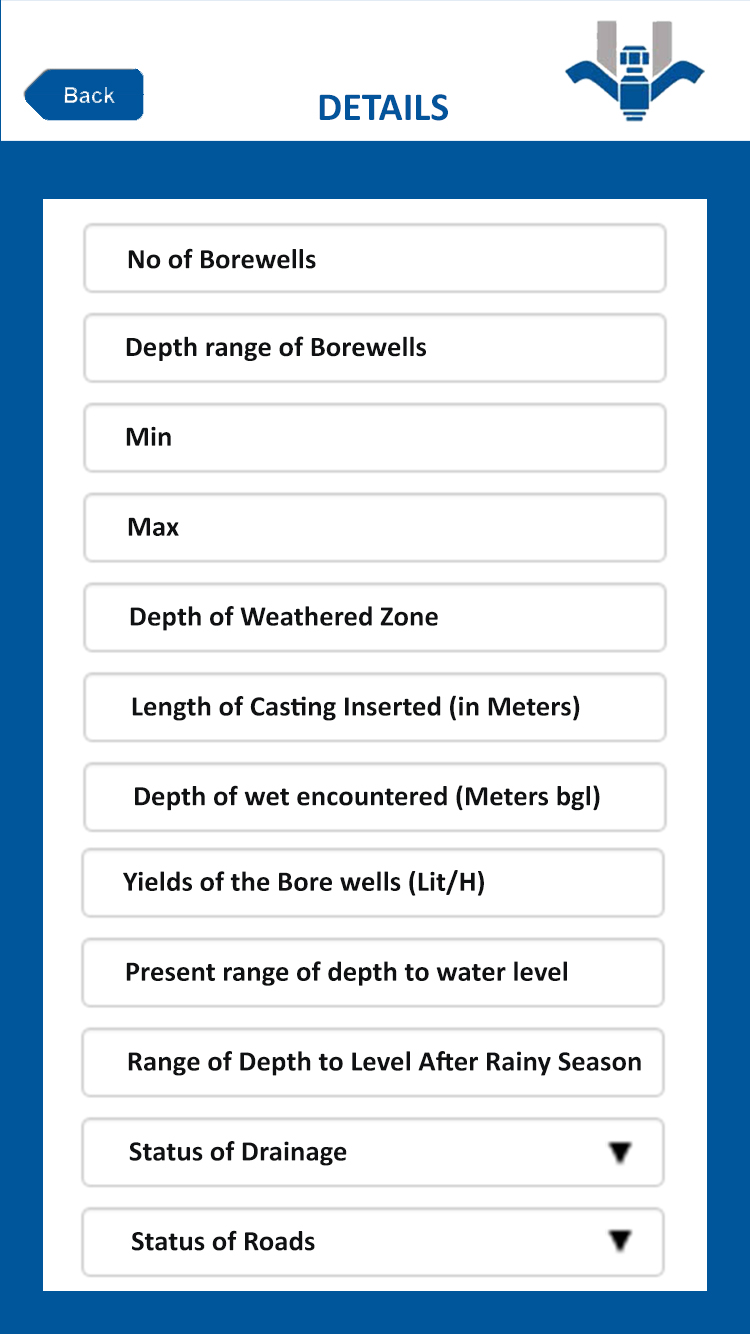 Back
DETAILS
No of Borewells
Depth range of Borewells
Min
Max
Depth of Weathered Zone
Length of Casting Inserted (in Meters)
Depth of wet encountered (Meters bgl)
Yields of the Bore wells (Lit/H)
Present range of depth to water level
Range of Depth to Level After Rainy Season
Status of Drainage
Status of Roads